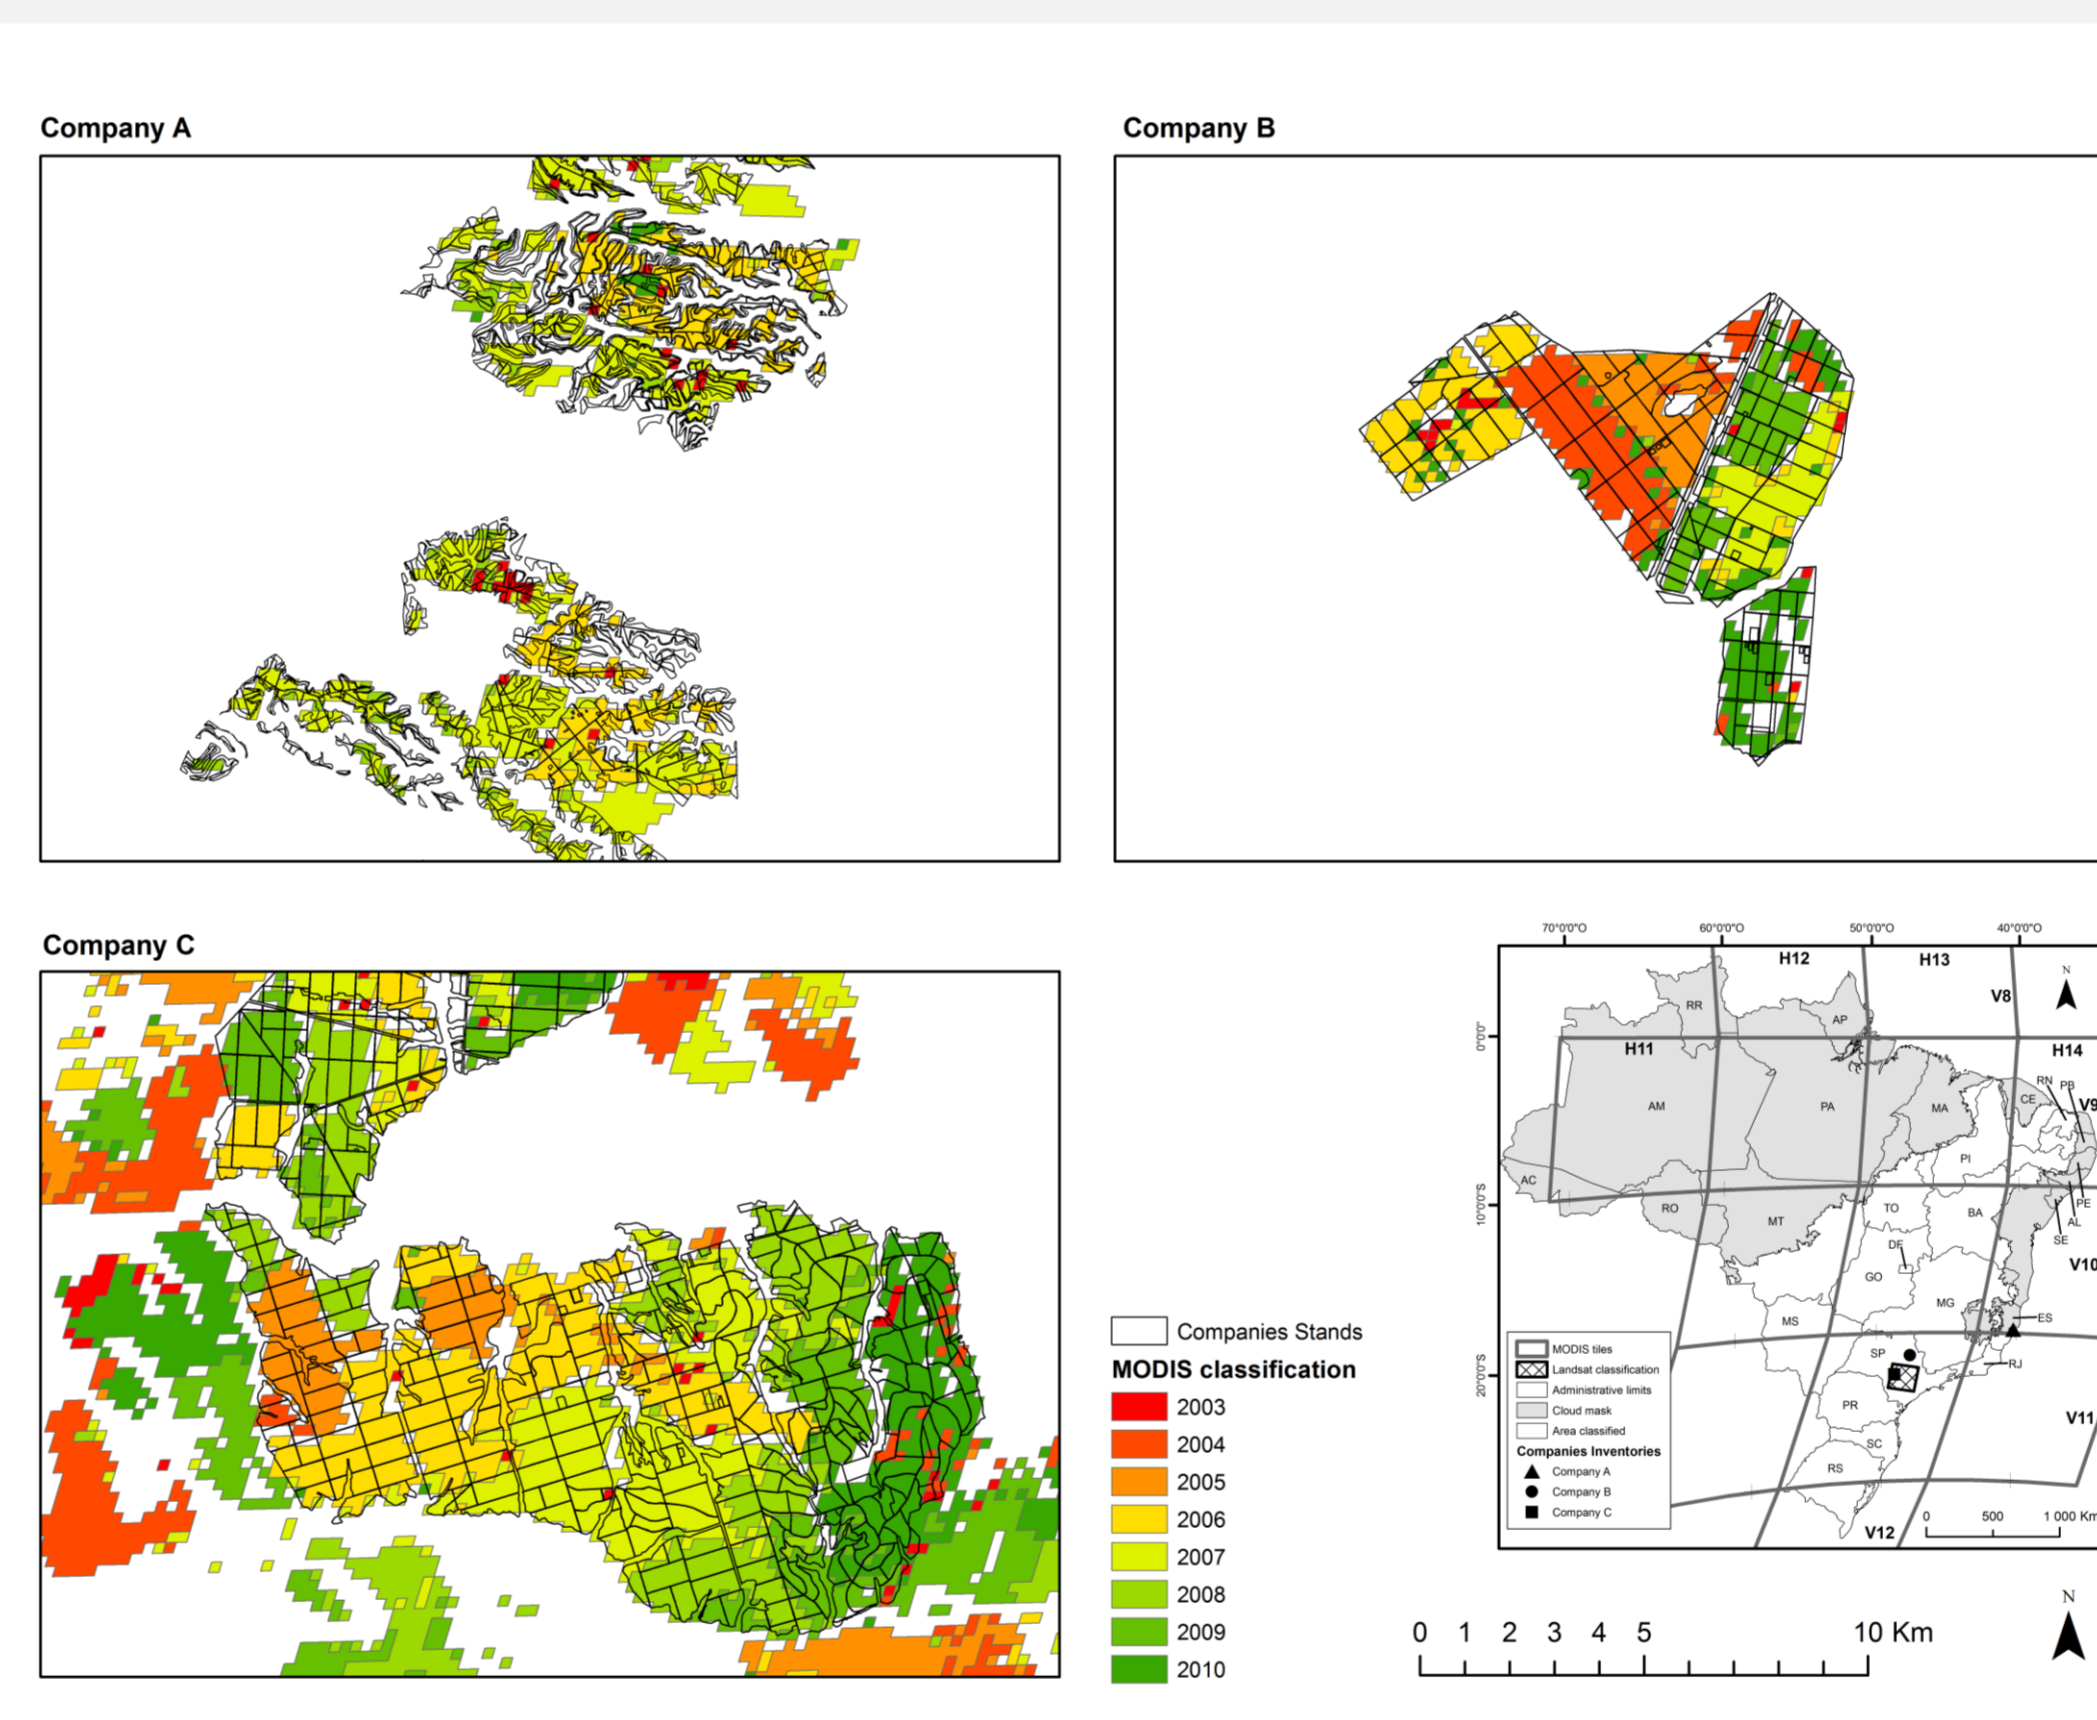 Company A
Company B
Company C
Companies Stands
MODIS classification
2003
2004
2005
2006
2007
2008
2009
2010
70°0'0"O
60°0'0"O
50°0'0"O
40°0'0"O
H12
H13
N
V8
RR
AP
0°0'0"
H11
H14
RN
PB
AM
PA
MA
CE
V9
PI
AC
PE
10°0'0"S
RO
MT
TO
BA
AL
SE
DF
V10
GO
MG
MS
ES
SP
RJ
20°0'0"S
PR
V11
SC
RS
V12
MODIS tiles
Landsat classification
Administrative limits
Cloud mask
Area classified
Companies Inventories
Company A
Company B
Company C
0 500 1 000 Km
N
0 1 2 3 4 5 10 Km